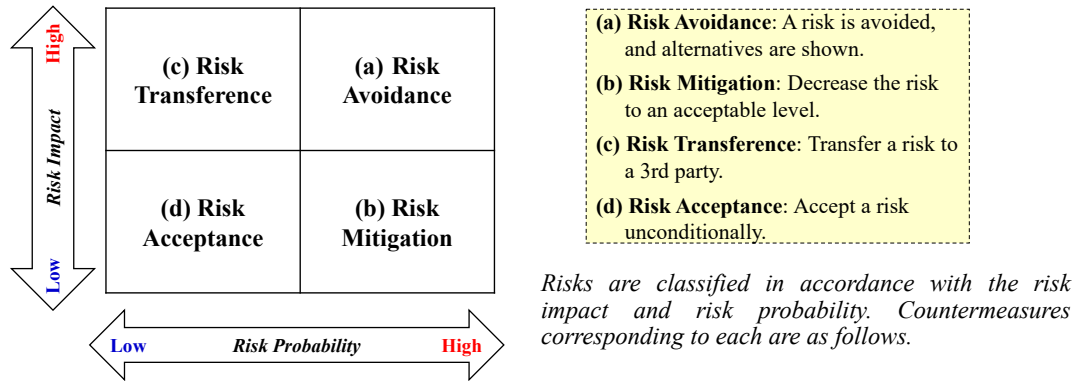 High
Risk Impact
Low
(c) Risk
Transference
(a) Risk
Avoidance
(d) Risk
Acceptance
(b) Risk
Mitigation
Low
Risk Probability
High
(a) Risk Avoidance: A risk is avoided,
and alternatives are shown.
(b) Risk Mitigation: Decrease the risk
to an acceptable level.
(c) Risk Transference: Transfer a risk to
a 3rd party.
(d) Risk Acceptance: Accept a risk
unconditionally.
Risks are classified in accordance with the risk
impact and risk probability. Countermeasures
corresponding to each are as follows.